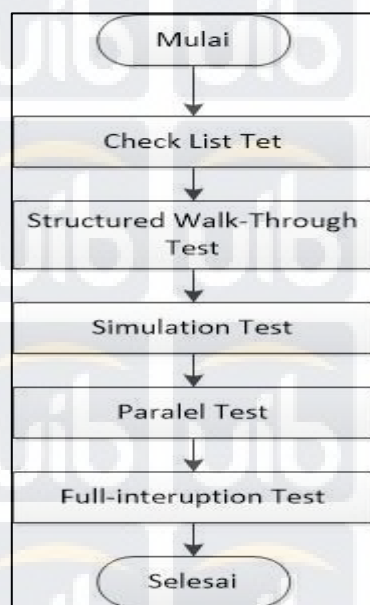 Mulai
Check List Tet
Structured Walk-Through
Test
Simulation Test
Paralel Test
Full-interuption Test
Selesai